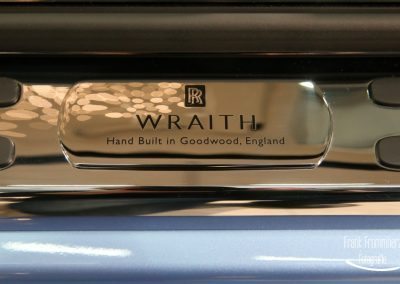 RR
WRAITH
Hand Built in Goodwood, England
Frank Frommherz
Fotografie